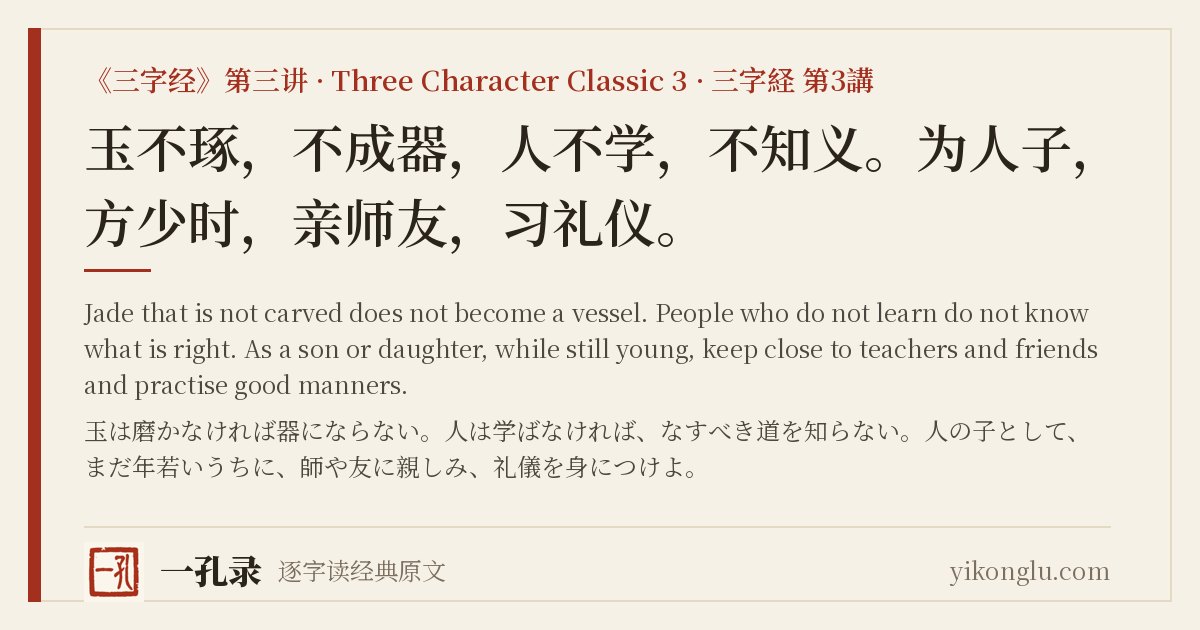 《三字经》第三讲 · Three Character Classic 3 · 三字経 第3講
玉不琢，不成器，人不学，不知义。为人子，
方少时，亲师友，习礼仪。
Jade that is not carved does not become a vessel. People who do not learn do not know
what is right. As a son or daughter, while still young, keep close to teachers and friends
and practise good manners.
玉は磨かなければ器にならない。人は学ばなければ、なすべき道を知らない。人の子として、
まだ年若いうちに、師や友に親しみ、礼儀を身につけよ。
一孔
一孔录 逐字读经典原文 yikonglu.com